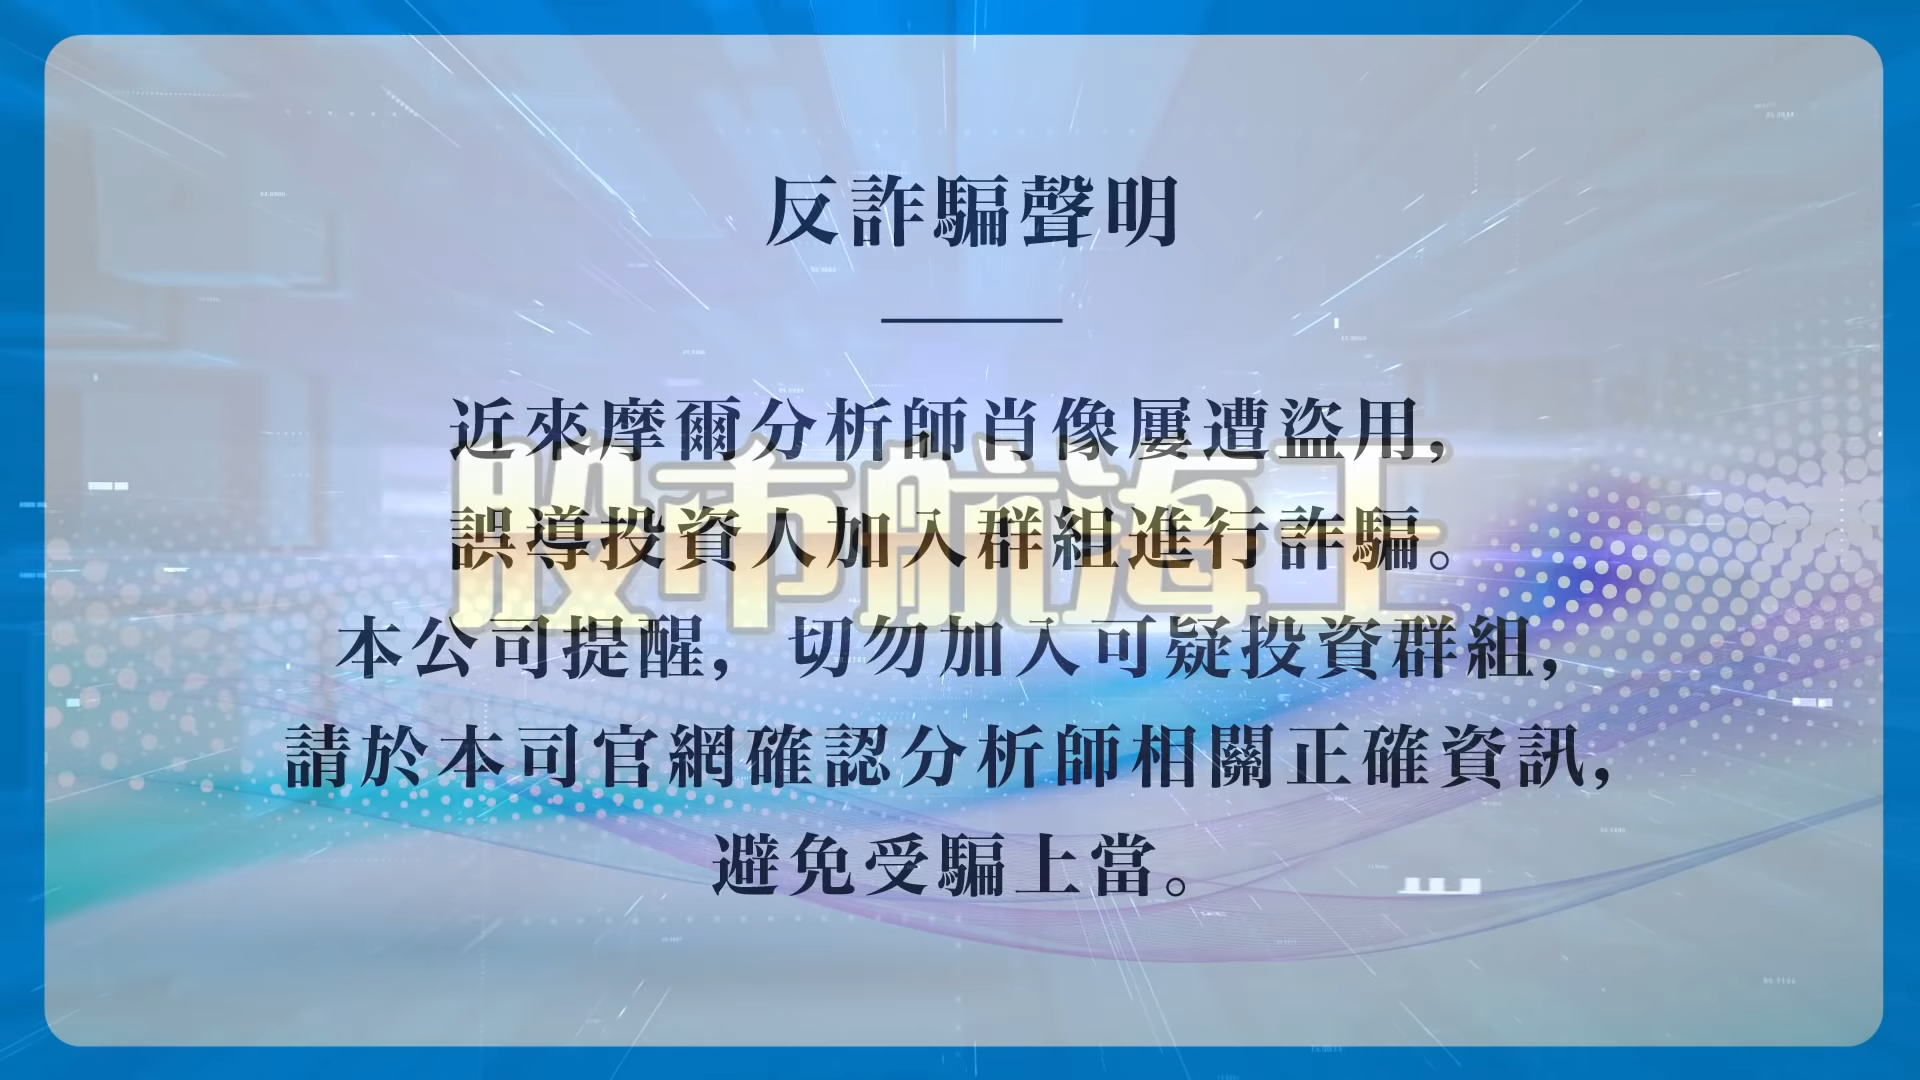 反詐騙聲明
近來摩爾分析師肖像屢遭盜用,
股市航海王
誤導投資人加入群組進行詐騙。
本公司提醒,切勿加入可疑投資群組,
請於本司官網確認分析師相關正確資訊,
避免受騙上當。